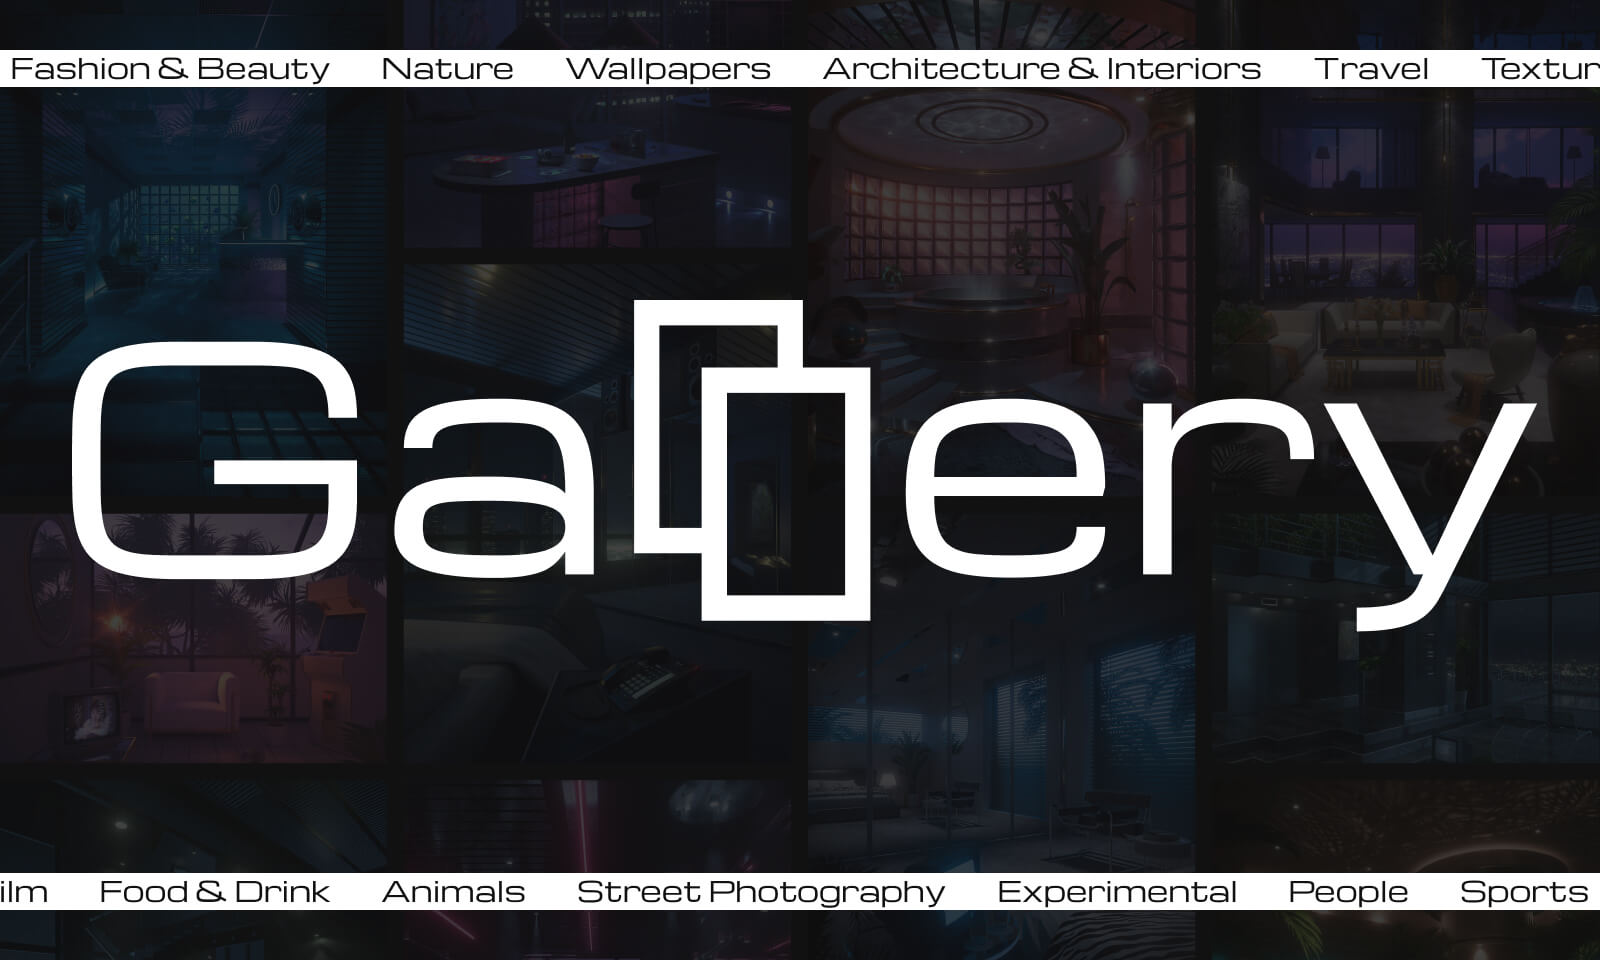 Fashion & Beauty Nature Wallpapers Architecture & Interiors Travel Textur
Gallery
ilm Food & Drink Animals Street Photography Experimental People Sports